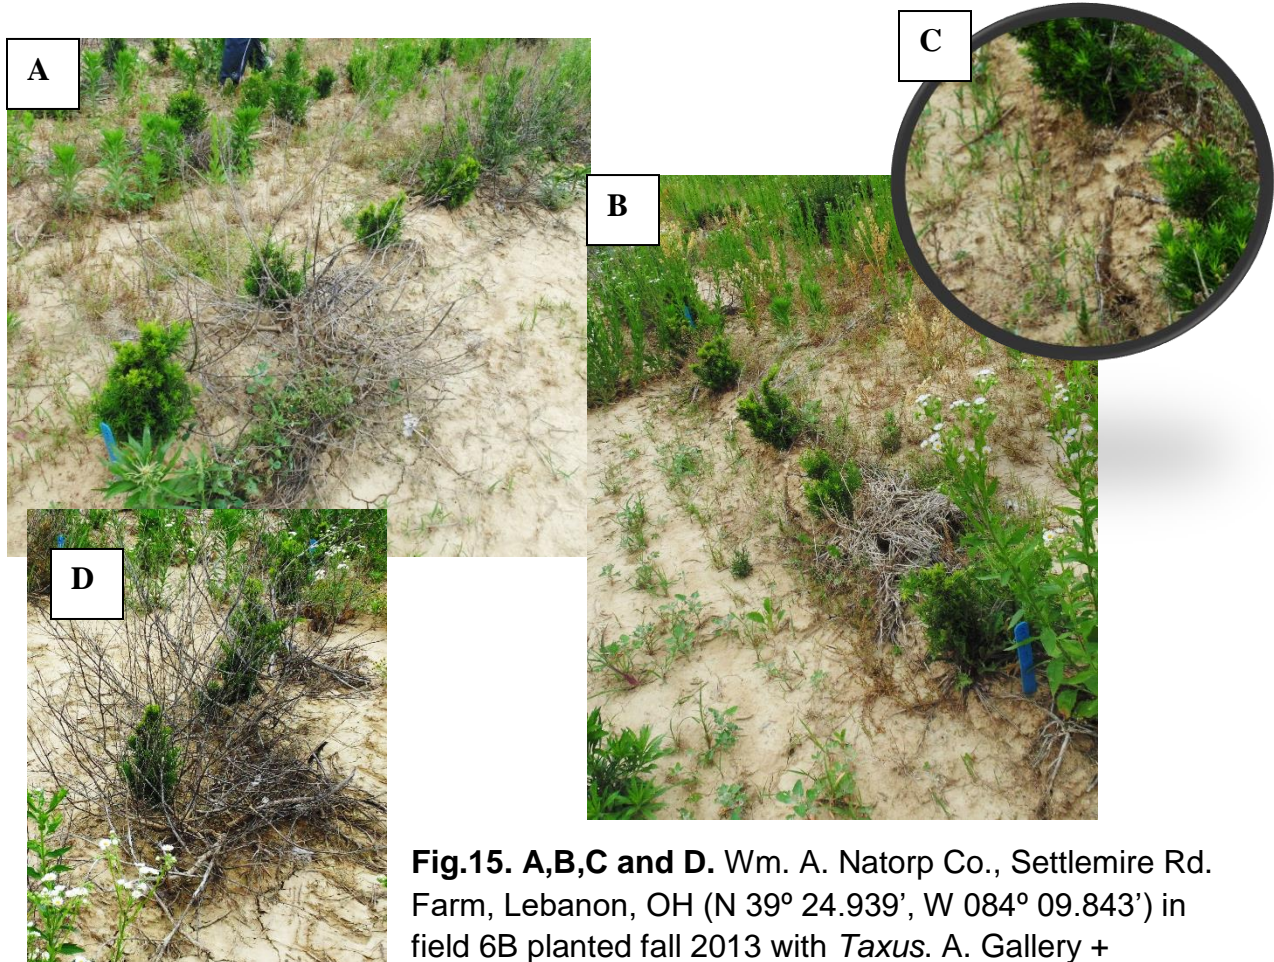 A
C
B
D
Fig.15. A,B,C and D. Wm. A. Natorp Co., Settlemire Rd.
Farm, Lebanon, OH (N 39º 24.939’, W 084º 09.843’) in
field 6B planted fall 2013 with Taxus. A. Gallery +